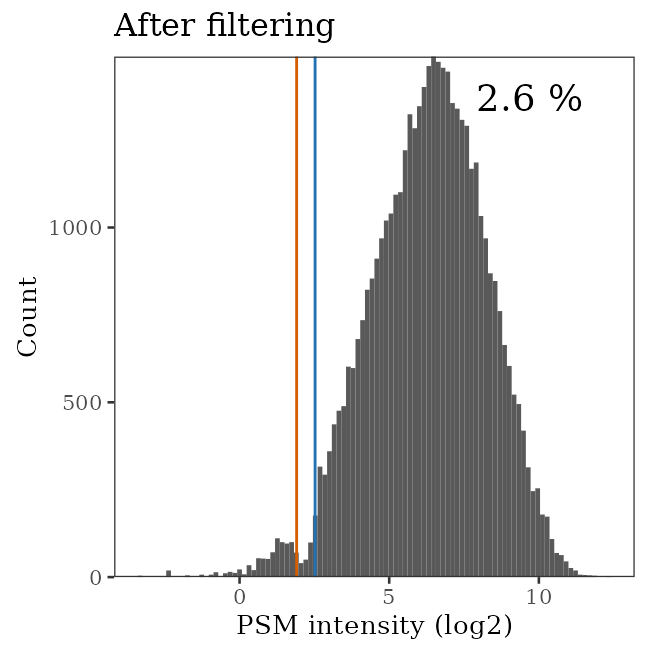 After filtering
2.6 %
1000
500
0
Count
0 5 10
PSM intensity (log2)